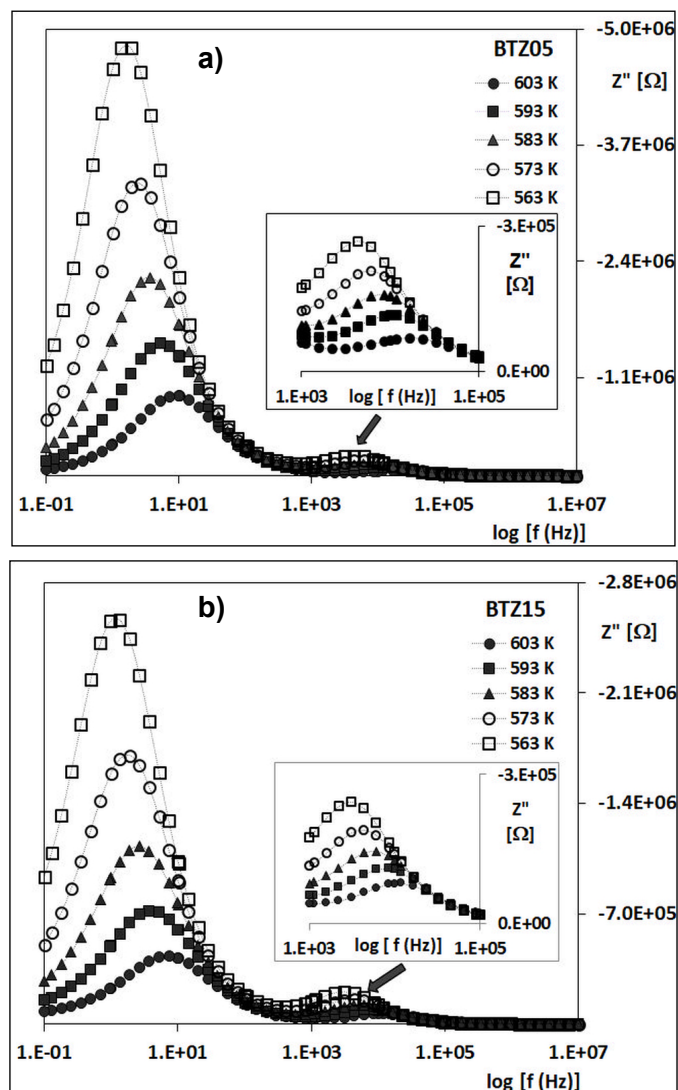 a)
BTZ05
603 K
593 K
583 K
573 K
563 K
-5.0E+06
Z'' [Ω]
-3.7E+06
-2.4E+06
-1.1E+06
-3.E+05
Z''
[Ω]
0.E+00
1.E+03
log [ f (Hz)]
1.E+05
1.E-01
1.E+01
1.E+03
1.E+05
1.E+07
log [f (Hz)]
b)
BTZ15
603 K
593 K
583 K
573 K
563 K
-2.8E+06
Z'' [Ω]
-2.1E+06
-1.4E+06
-7.0E+05
-3.E+05
Z''
[Ω]
0.E+00
1.E+03
log [ f (Hz)]
1.E+05
1.E-01
1.E+01
1.E+03
1.E+05
1.E+07
log [f (Hz)]